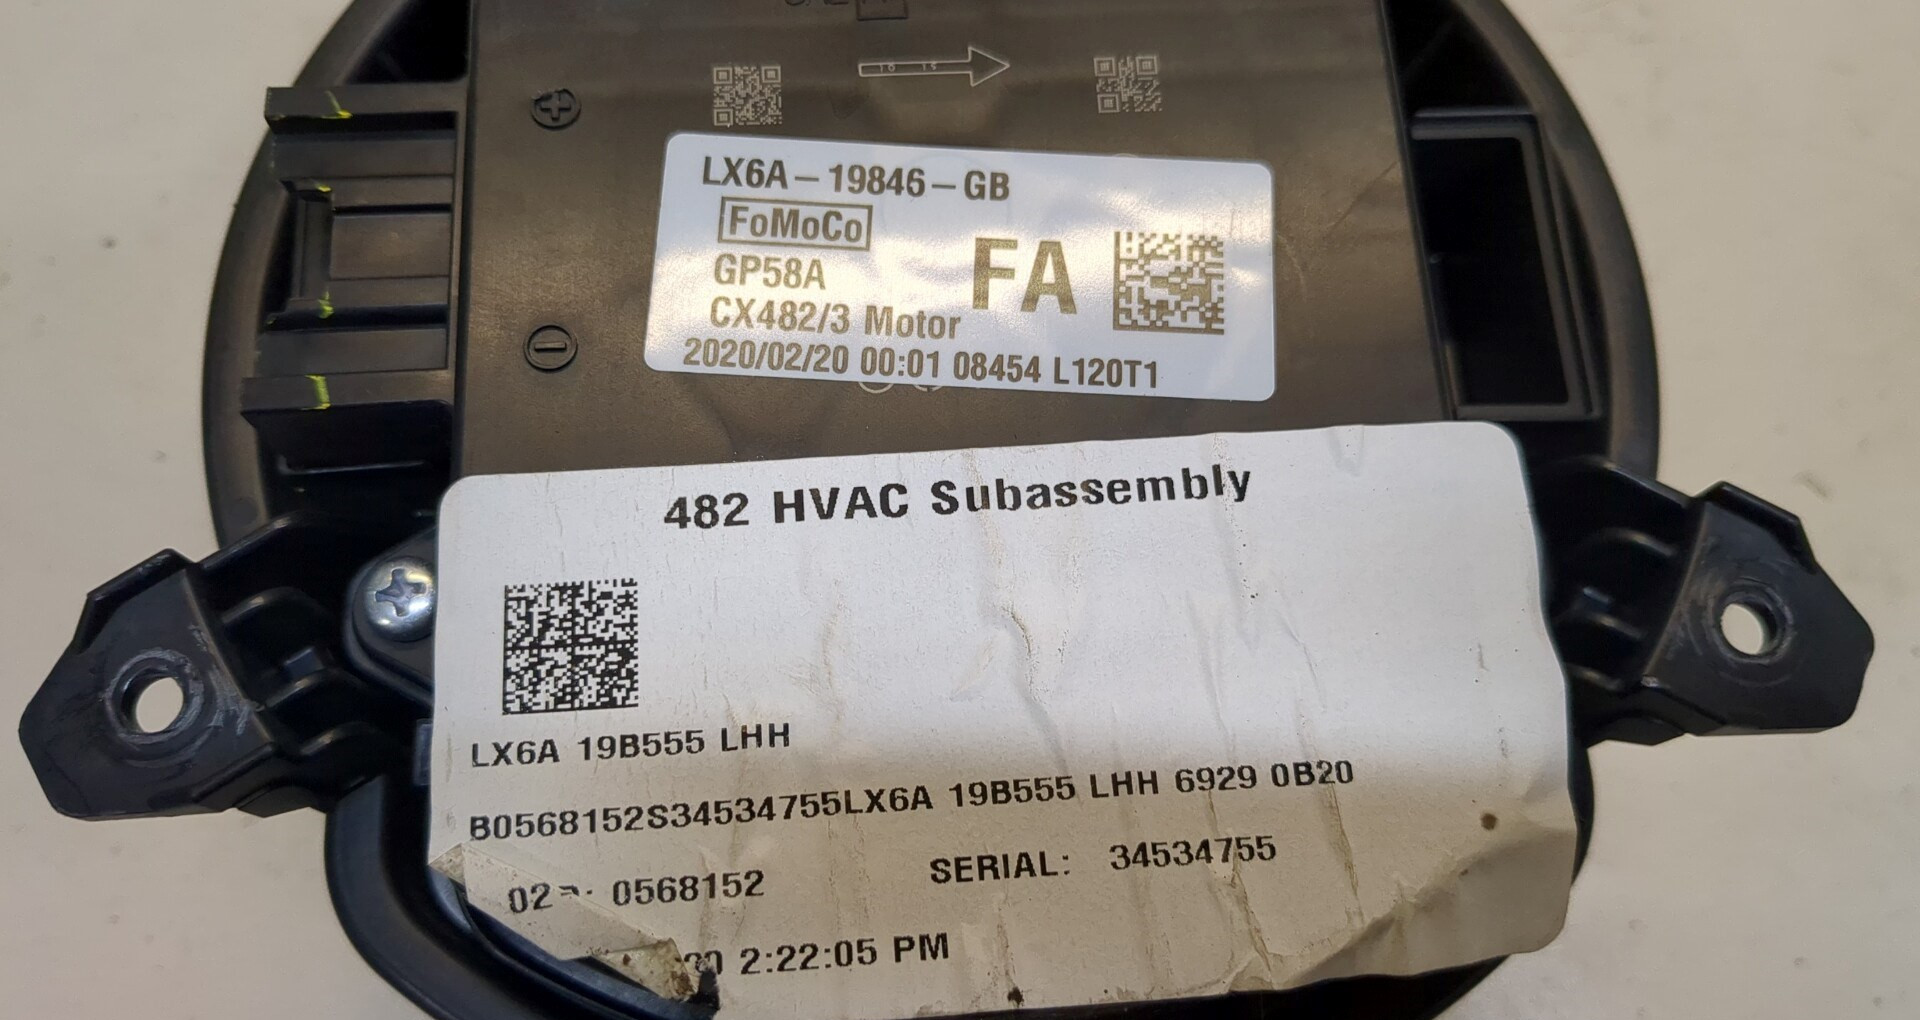 LX6A-19846-GB
FoMoCo
GP58A
FA
CX482/3 Motor
2020/02/20 00:01 08454 L120T1
482 HVAC Subassembly
LX6A 19B555 LHH
B0568152S34534755LX6A 19B555 LHH 6929 0B20
0568152 SERIAL: 34534755
2:22:05 PM